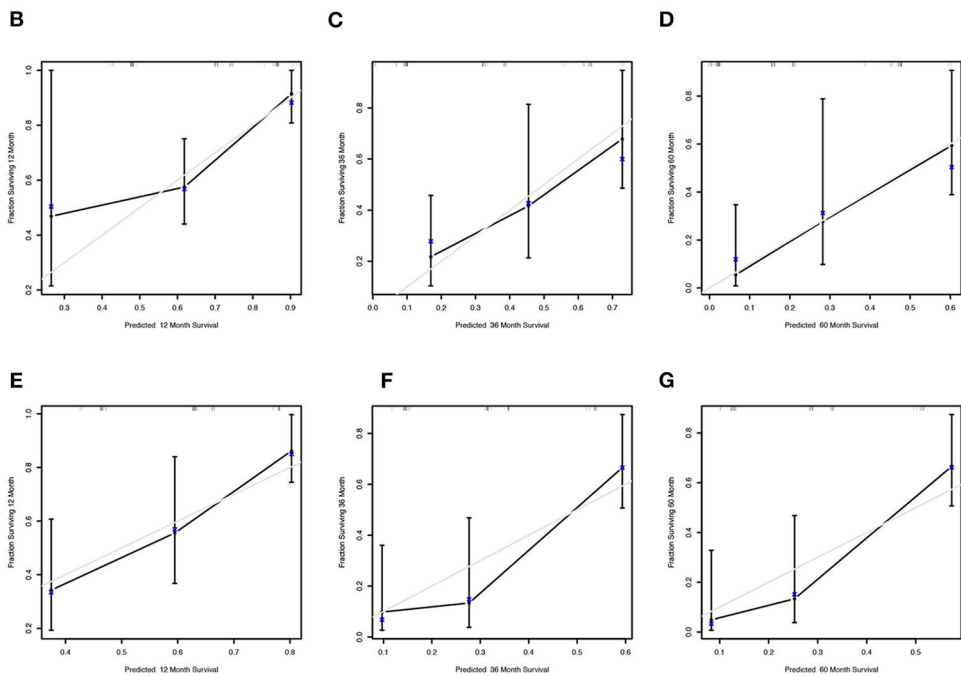 B
C
D
Fraction Surviving 12 Month
1.0
0.8
0.6
0.4
0.2
0.3 0.4 0.5 0.6 0.7 0.8 0.9
Predicted 12 Month Survival
Fraction Surviving 36 Month
0.8
0.6
0.4
0.2
0.0 0.1 0.2 0.3 0.4 0.5 0.6 0.7
Predicted 36 Month Survival
Fraction Surviving 60 Month
0.8
0.6
0.4
0.2
0.0
0.0 0.1 0.2 0.3 0.4 0.5 0.6
Predicted 60 Month Survival
E
F
G
Fraction Surviving 12 Month
1.0
0.8
0.6
0.4
0.2
0.4 0.5 0.6 0.7 0.8
Predicted 12 Month Survival
Fraction Surviving 36 Month
0.8
0.6
0.4
0.2
0.0
0.1 0.2 0.3 0.4 0.5 0.6
Predicted 36 Month Survival
Fraction Surviving 60 Month
0.8
0.6
0.4
0.2
0.0
0.1 0.2 0.3 0.4 0.5
Predicted 60 Month Survival